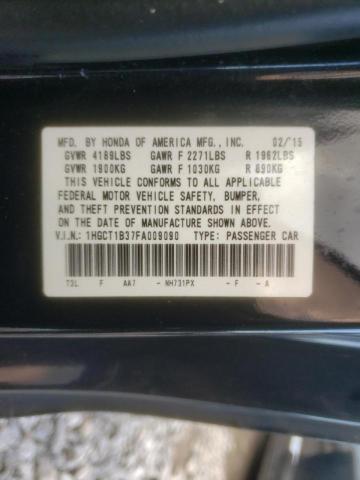 MFD. BY HONDA OF AMERICA MFG., INC. 02/15
GVWR 4189LBS GAWR F 2271LBS R 1962LBS
GVWR 1900KG GAWR F 1030KG R 890KG
THIS VEHICLE CONFORMS TO ALL APPLICABLE
FEDERAL MOTOR VEHICLE SAFETY, BUMPER,
AND THEFT PREVENTION STANDARDS IN EFFECT
ON THE DATE OF MANUFACTURE SHOWN ABOVE.
V.I.N.: 1HGCT1B37FA009090 TYPE: PASSENGER CAR
T3L F AA7 - NH731PX - F - A